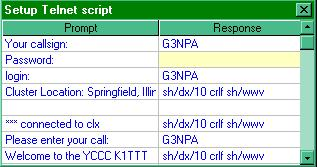 Setup Telnet script
Prompt Response
Your callsign: G3NPA
Password:
login: G3NPA
Cluster Location: Springfield, Illir sh/dx/10 crlf sh/wwv
*** connected to clx sh/dx/10 crlf sh/wwv
Please enter your call: G3NPA
Welcome to the YCCC K1TTT sh/dx/10 crlf sh/wwv